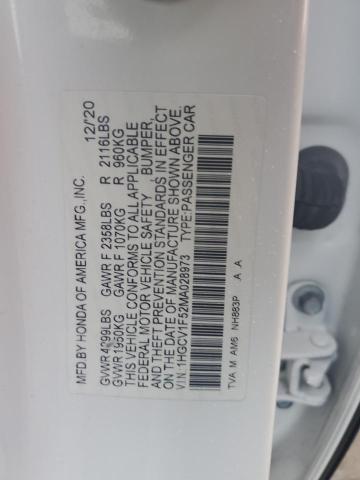 MFD BY HONDA OF AMERICA MFG.,INC. 12/'20
GVWR 4299LBS GAWR F 2358LBS R 2116LBS
GVWR 1950KG GAWR F 1070KG R 960KG
THIS VEHICLE CONFORMS TO ALL APPLICABLE
FEDERAL MOTOR VEHICLE SAFETY , BUMPER,
AND THEFT PREVENTION STANDARDS IN EFFECT
ON THE DATE OF MANUFACTURE SHOWN ABOVE.
V.I.N.:1HGCV1F52MA028973 TYPE:PASSENGER CAR
TVA M AM6 NH883P .A .A